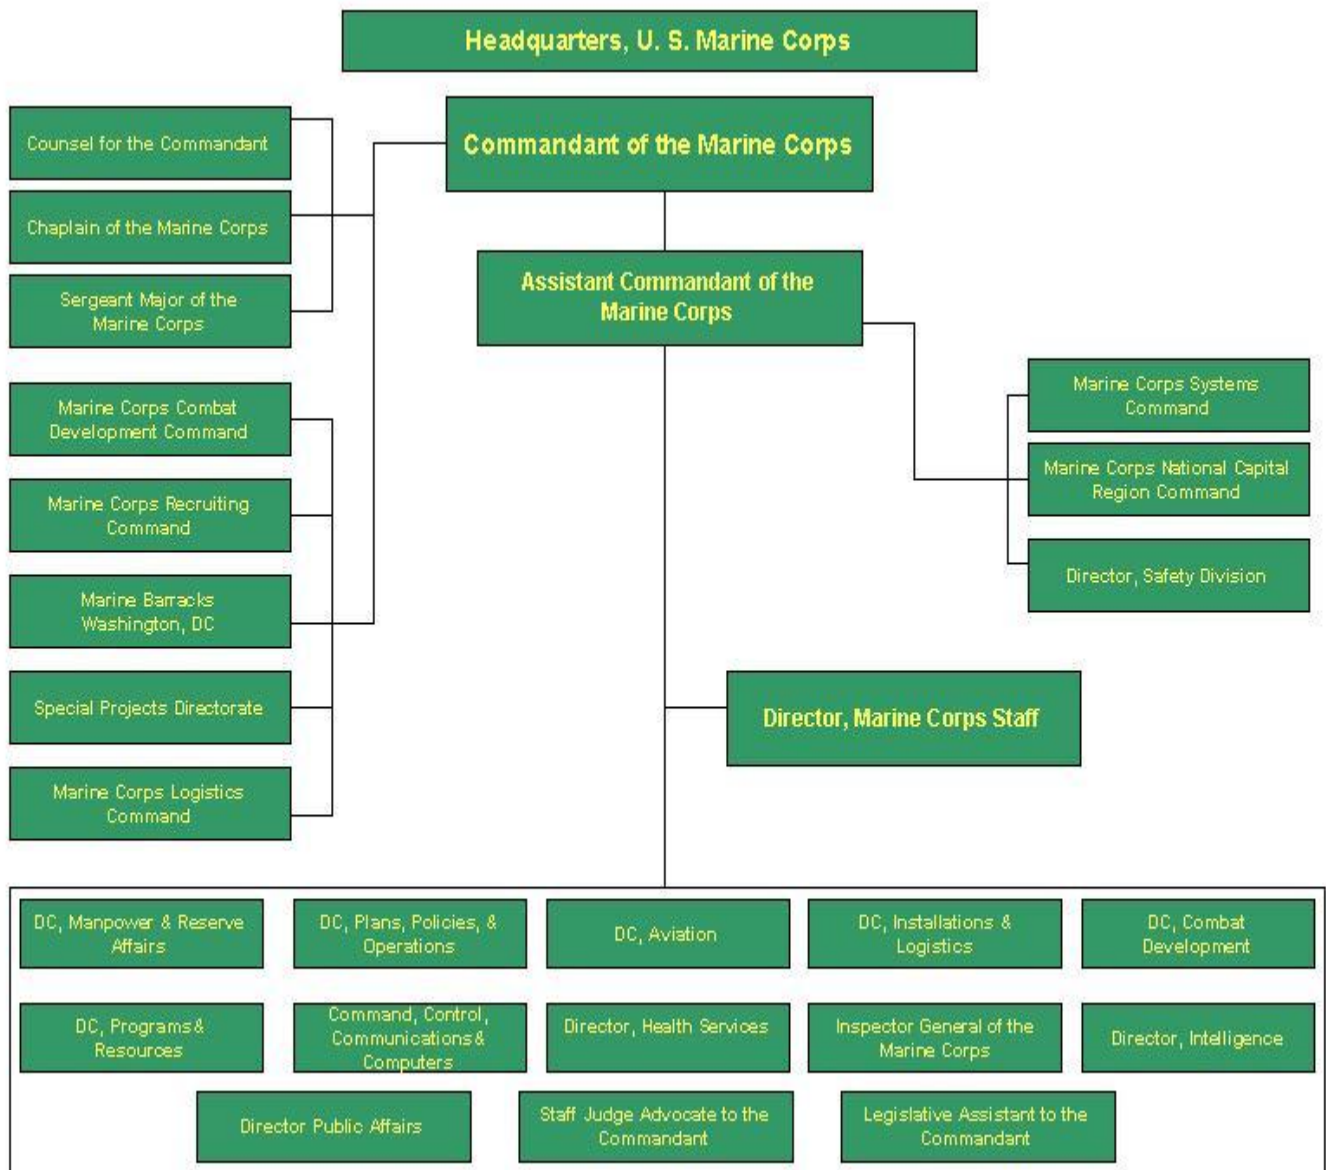 Headquarters, U. S. Marine Corps
Commandant of the Marine Corps
Counsel for the Commandant
Chaplain of the Marine Corps
Sergeant Major of the
Marine Corps
Assistant Commandant of the
Marine Corps
Marine Corps Combat
Development Command
Marine Corps Recruiting
Command
Marine Barracks
Washington, DC
Special Projects Directorate
Marine Corps Logistics
Command
Marine Corps Systems
Command
Marine Corps National Capital
Region Command
Director, Safety Division
Director, Marine Corps Staff
DC, Manpower & Reserve
Affairs
DC, Plans, Policies, &
Operations
DC, Aviation
DC, Installations &
Logistics
DC, Combat
Development
DC, Programs &
Resources
Command, Control,
Communications &
Computers
Director, Health Services
Inspector General of the
Marine Corps
Director, Intelligence
Director Public Affairs
Staff Judge Advocate to the
Commandant
Legislative Assistant to the
Commandant